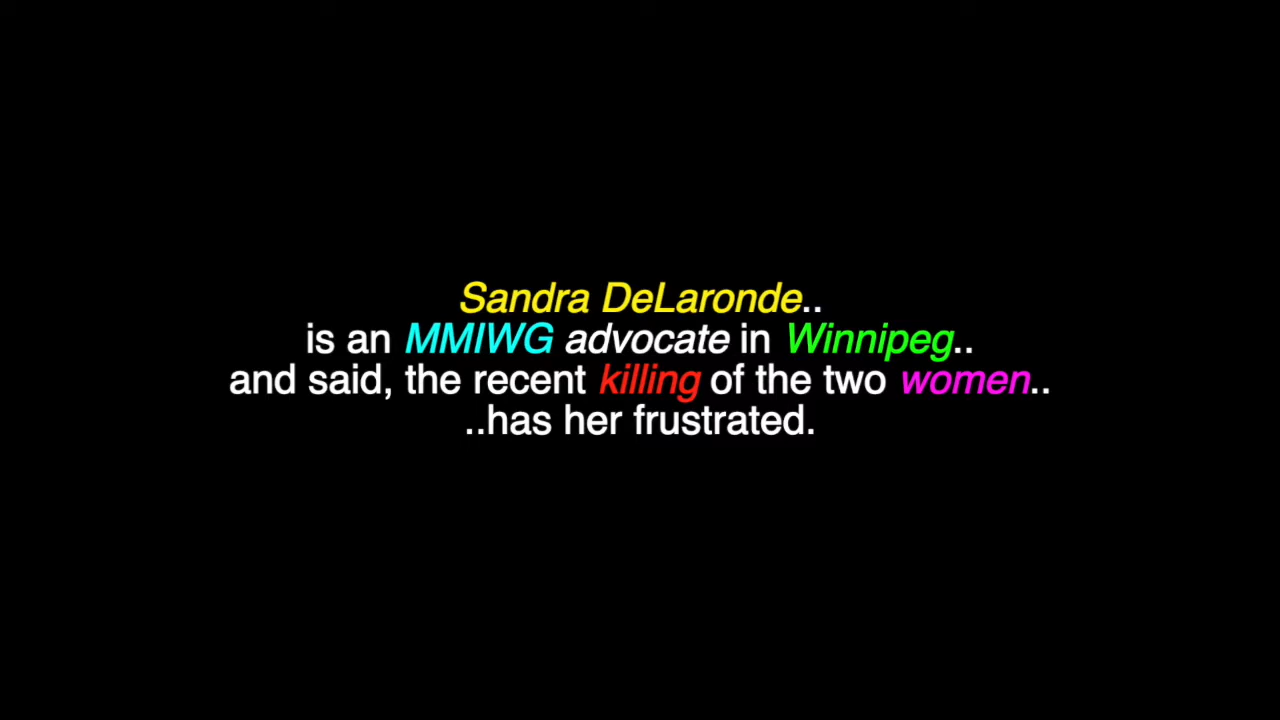 Sandra DeLaronde..
is an MMIWG advocate in Winnipeg..
and said, the recent killing of the two women..
..has her frustrated.